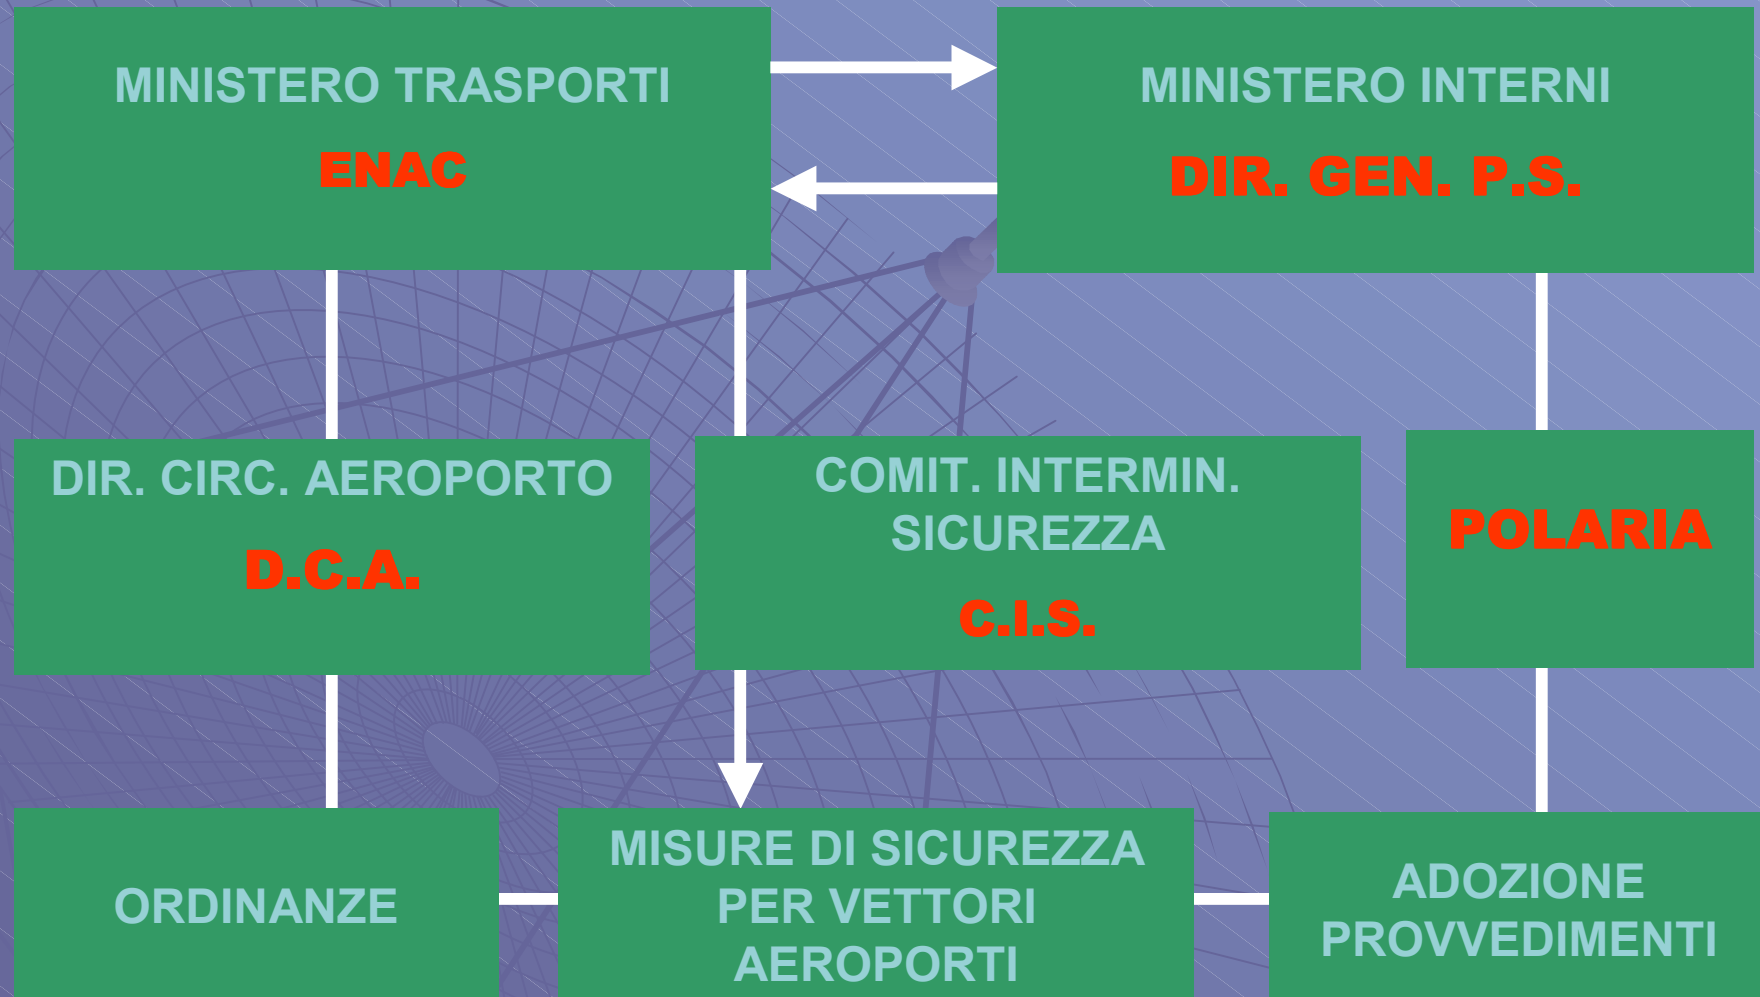 MINISTERO TRASPORTI
ENAC
MINISTERO INTERNI
DIR. GEN. P.S.
DIR. CIRC. AEROPORTO
D.C.A.
COMIT. INTERMIN.
SICUREZZA
C.I.S.
POLARIA
ORDINANZE
MISURE DI SICUREZZA
PER VETTORI
AEROPORTI
ADOZIONE
PROVVEDIMENTI